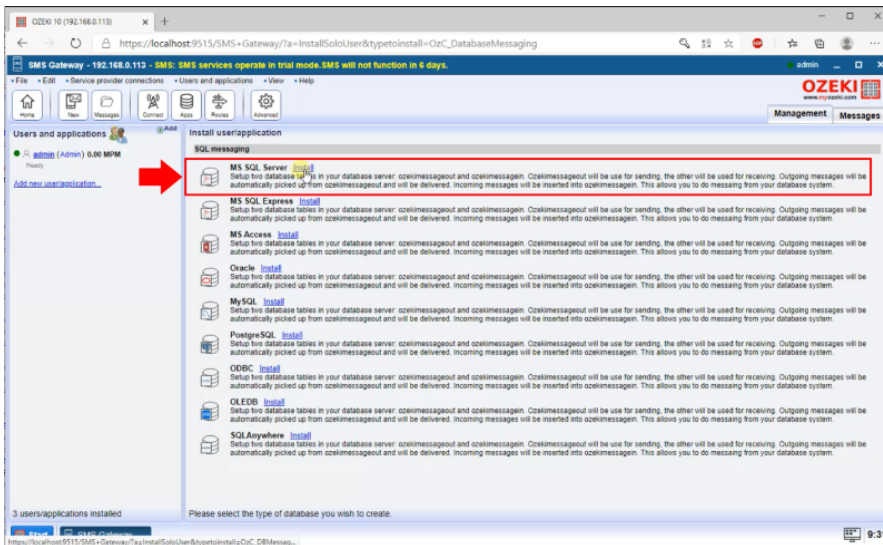 OZEKI 10 (192.168.0.113)
https://localhost:9515/SMS+Gateway/?a=InstallSoloUser&typetoinstall=OzC_DatabaseMessaging
SMS Gateway - 192.168.0.113 - SMS: SMS services operate in trial mode.SMS will not function in 6 days.
admin
File Edit Service provider connections Users and applications View Help
OZEKI
www.myozeki.com
Home New Messages Connect Apps Routes Advanced
Management Messages
Users and applications Add
admin (Admin) 0.00 MPM
Ready
Add new user/application...
Install user/application
SQL messaging
MS SQL Server Install
Setup two database tables in your database server: ozekimessageout and ozekimessagein. Ozekimessageout will be use for sending, the other will be used for receiving. Outgoing messages will be
automatically picked up from ozekimessageout and will be delivered. Incoming messages will be inserted into ozekimessagein. This allows you to do messaing from your database system.
MS SQL Express Install
Setup two database tables in your database server: ozekimessageout and ozekimessagein. Ozekimessageout will be use for sending, the other will be used for receiving. Outgoing messages will be
automatically picked up from ozekimessageout and will be delivered. Incoming messages will be inserted into ozekimessagein. This allows you to do messaing from your database system.
MS Access Install
Setup two database tables in your database server: ozekimessageout and ozekimessagein. Ozekimessageout will be use for sending, the other will be used for receiving. Outgoing messages will be
automatically picked up from ozekimessageout and will be delivered. Incoming messages will be inserted into ozekimessagein. This allows you to do messaing from your database system.
Oracle Install
Setup two database tables in your database server: ozekimessageout and ozekimessagein. Ozekimessageout will be use for sending, the other will be used for receiving. Outgoing messages will be
automatically picked up from ozekimessageout and will be delivered. Incoming messages will be inserted into ozekimessagein. This allows you to do messaing from your database system.
MySQL Install
Setup two database tables in your database server: ozekimessageout and ozekimessagein. Ozekimessageout will be use for sending, the other will be used for receiving. Outgoing messages will be
automatically picked up from ozekimessageout and will be delivered. Incoming messages will be inserted into ozekimessagein. This allows you to do messaing from your database system.
PostgreSQL Install
Setup two database tables in your database server: ozekimessageout and ozekimessagein. Ozekimessageout will be use for sending, the other will be used for receiving. Outgoing messages will be
automatically picked up from ozekimessageout and will be delivered. Incoming messages will be inserted into ozekimessagein. This allows you to do messaing from your database system.
ODBC Install
Setup two database tables in your database server: ozekimessageout and ozekimessagein. Ozekimessageout will be use for sending, the other will be used for receiving. Outgoing messages will be
automatically picked up from ozekimessageout and will be delivered. Incoming messages will be inserted into ozekimessagein. This allows you to do messaing from your database system.
OLEDB Install
Setup two database tables in your database server: ozekimessageout and ozekimessagein. Ozekimessageout will be use for sending, the other will be used for receiving. Outgoing messages will be
automatically picked up from ozekimessageout and will be delivered. Incoming messages will be inserted into ozekimessagein. This allows you to do messaing from your database system.
SQLAnywhere Install
Setup two database tables in your database server: ozekimessageout and ozekimessagein. Ozekimessageout will be use for sending, the other will be used for receiving. Outgoing messages will be
automatically picked up from ozekimessageout and will be delivered. Incoming messages will be inserted into ozekimessagein. This allows you to do messaing from your database system.
3 users/applications installed
Please select the type of database you wish to create.
Start SMS Gateway
https://localhost:9515/SMS+Gateway/?a=InstallSoloUser&typetoinstall=OzC_DBMessag...
9:3